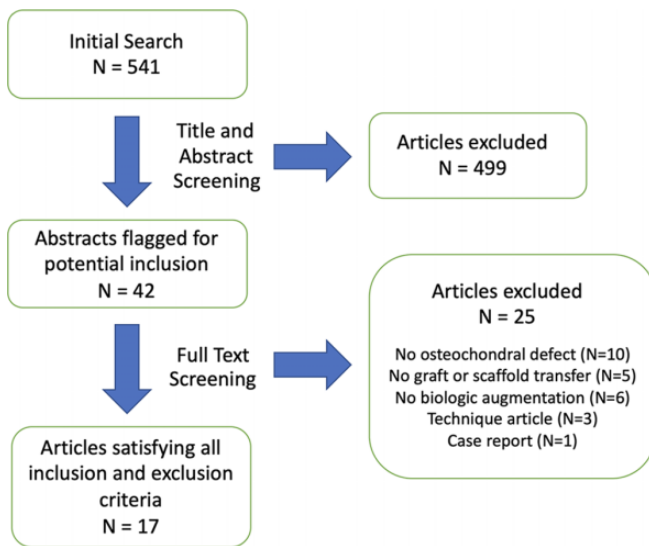 Initial Search
N = 541
Title and
Abstract
Screening
Articles excluded
N = 499
Abstracts flagged for
potential inclusion
N = 42
Full Text
Screening
Articles excluded
N = 25
No osteochondral defect (N=10)
No graft or scaffold transfer (N=5)
No biologic augmentation (N=6)
Technique article (N=3)
Case report (N=1)
Articles satisfying all
inclusion and exclusion
criteria
N = 17